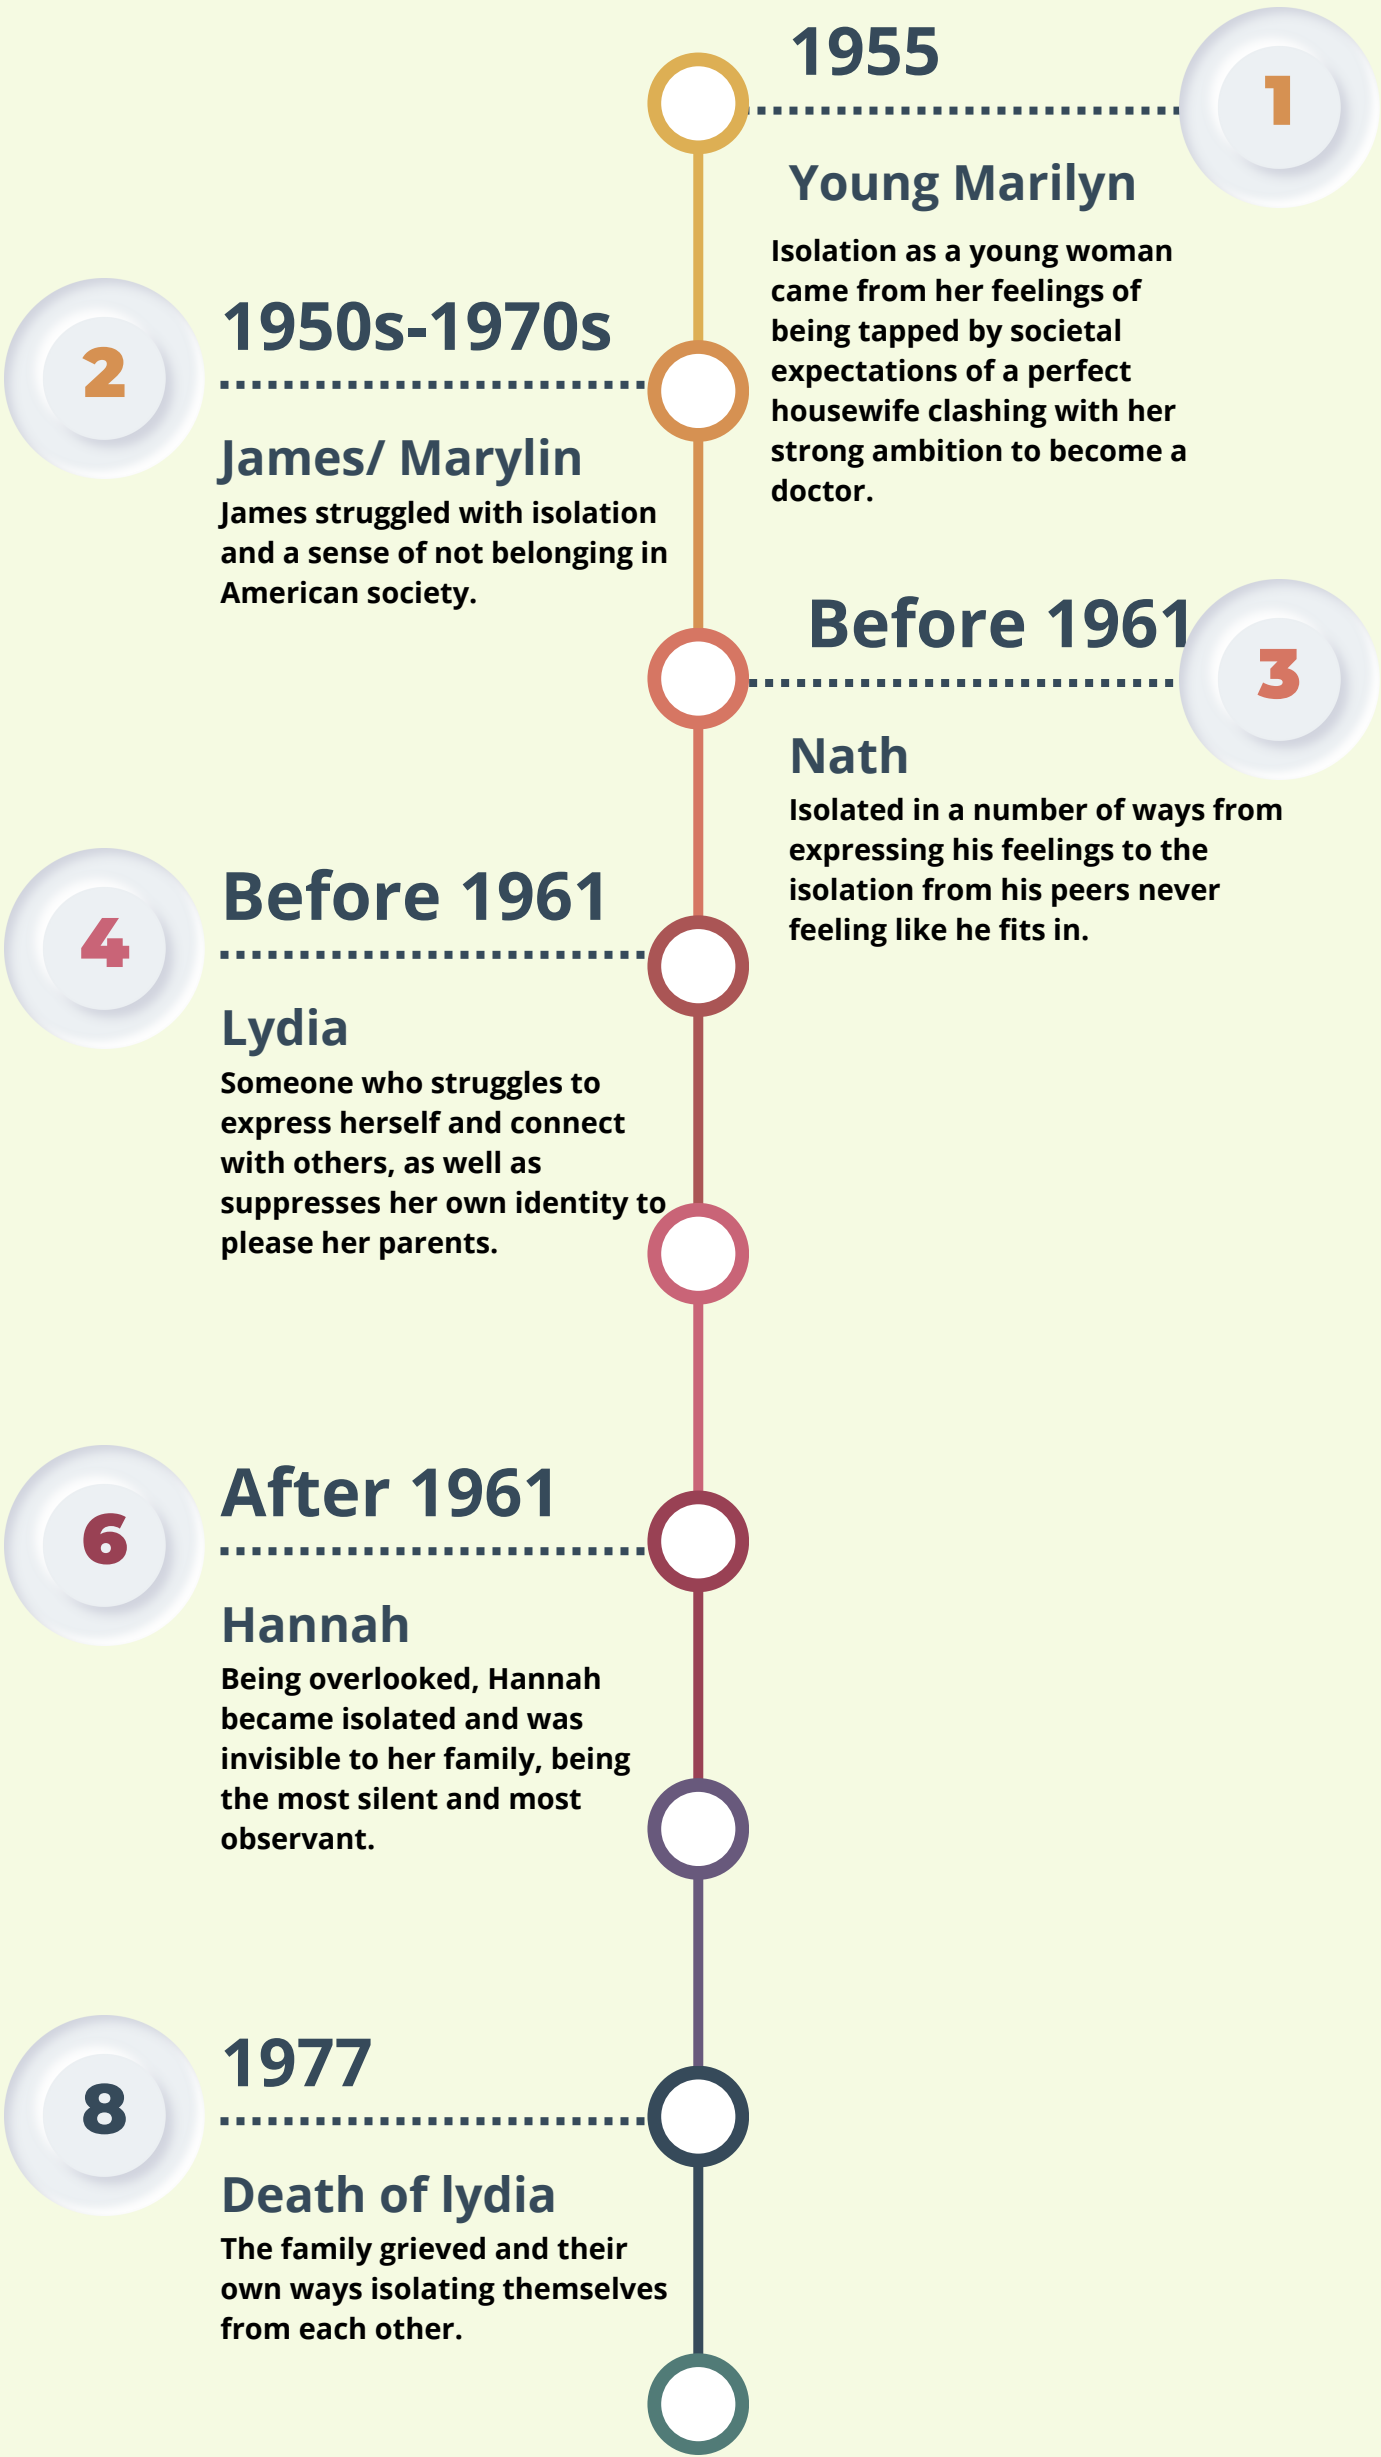 1955
1
Young Marilyn
Isolation as a young woman
came from her feelings of
being tapped by societal
expectations of a perfect
housewife clashing with her
strong ambition to become a
doctor.
2
1950s-1970s
James/ Marylin
James struggled with isolation
and a sense of not belonging in
American society.
Before 1961
3
Nath
Isolated in a number of ways from
expressing his feelings to the
isolation from his peers never
feeling like he fits in.
4
Before 1961
Lydia
Someone who struggles to
express herself and connect
with others, as well as
suppresses her own identity to
please her parents.
6
After 1961
Hannah
Being overlooked, Hannah
became isolated and was
invisible to her family, being
the most silent and most
observant.
8
1977
Death of lydia
The family grieved and their
own ways isolating themselves
from each other.